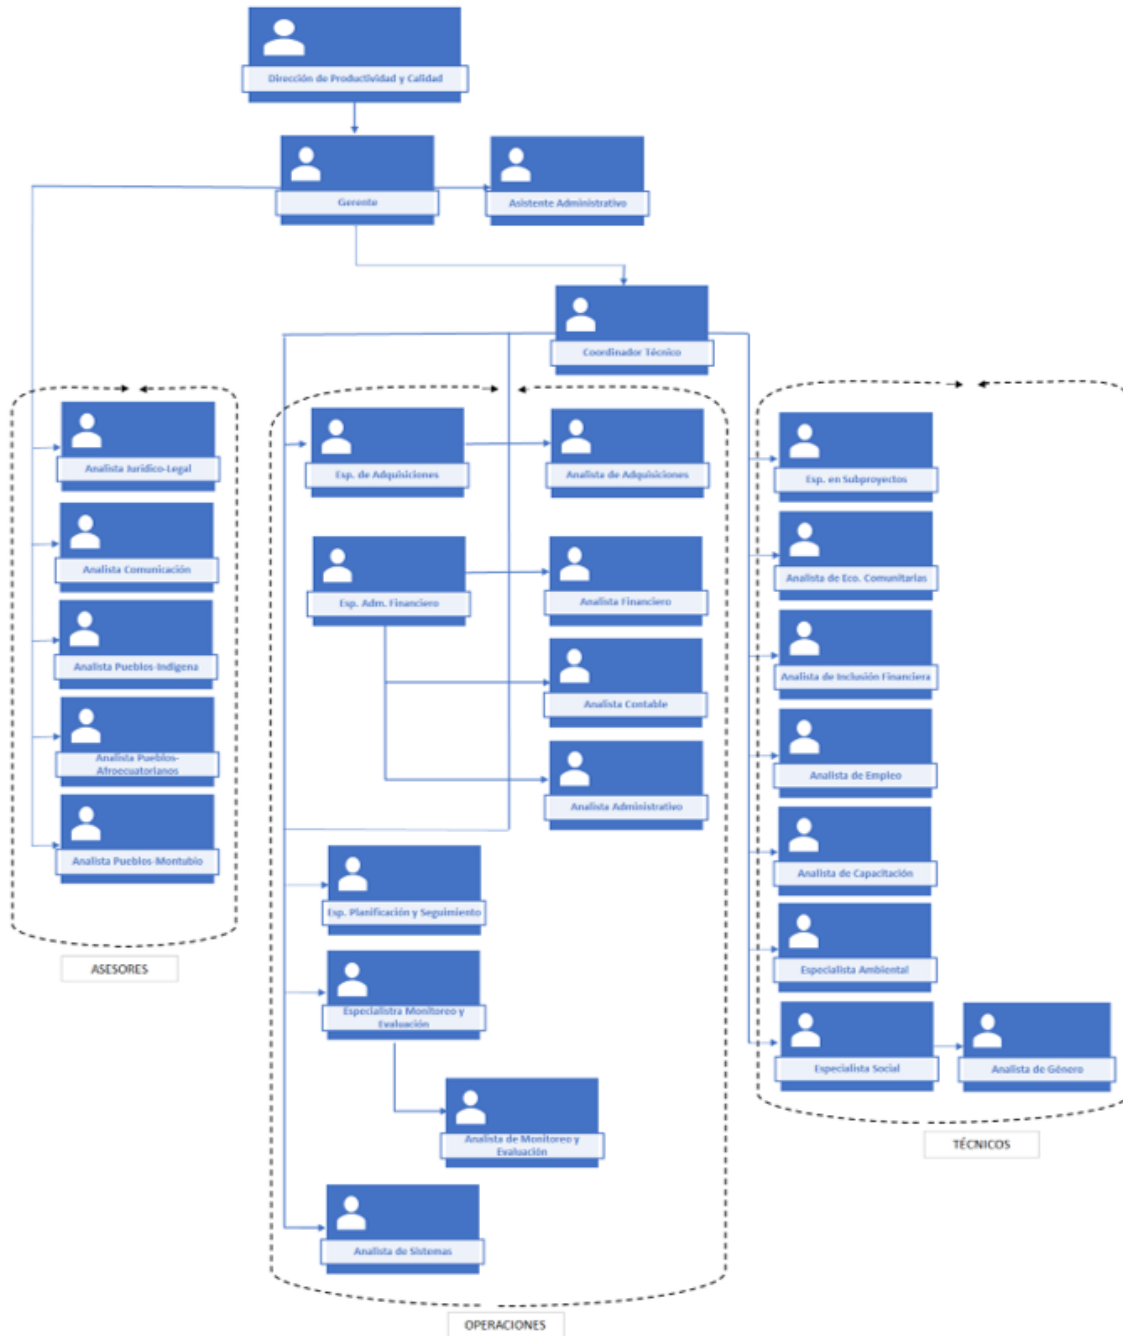 Dirección de Productividad y Calidad
Gerente
Asistente Administrativo
Coordinador Técnico
Analista Jurídico-Legal
Analista Comunicación
Analista Pueblos-Indígena
Analista Pueblos-
Afroecuatorianos
Analista Pueblos-Montubio
ASESORES
Esp. de Adquisiciones
Analista de Adquisiciones
Esp. Adm. Financiero
Analista Financiero
Analista Contable
Analista Administrativo
Esp. Planificación y Seguimiento
Especialistra Monitoreo y
Evaluación
Analista de Monitoreo y
Evaluación
Analista de Sistemas
OPERACIONES
Esp. en Subproyectos
Analista de Eco. Comunitarias
Analista de Inclusión Financiera
Analista de Empleo
Analista de Capacitación
Especialista Ambiental
Especialista Social
Analista de Género
TÉCNICOS